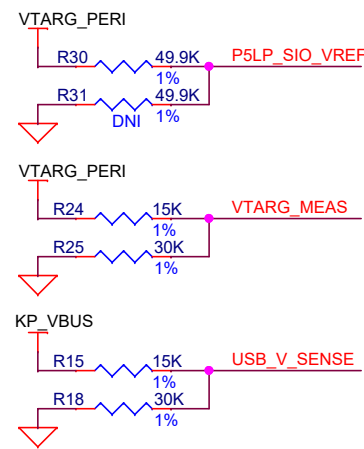 VTARG_PERI
R30 49.9K P5LP_SIO_VREF
1%
R31 49.9K
DNI 1%
VTARG_PERI
R24 15K VTARG_MEAS
1%
R25 30K
1%
KP_VBUS
R15 15K USB_V_SENSE
1%
R18 30K
1%